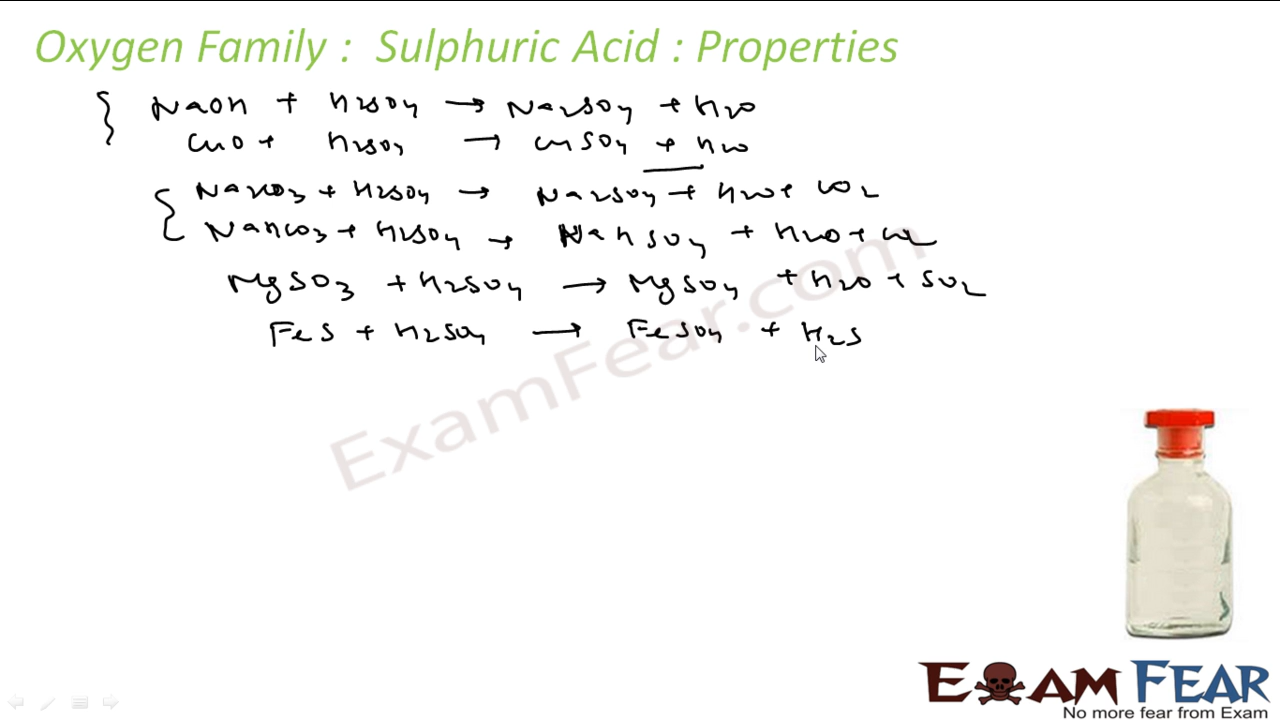 Oxygen Family : Sulphuric Acid : Properties
NaOH + H2SO4 → Na2SO4 + H2O
CuO + H2SO4 → CuSO4 + H2O
Na2CO3 + H2SO4 → Na2SO4 + H2O + CO2
NaHCO3 + H2SO4 → NaHSO4 + H2O + CO2
MgSO3 + H2SO4 → MgSO4 + H2O + SO2
FeS + H2SO4 → FeSO4 + H2S
ExamFear.com
EXAM FEAR
No more fear from Exam